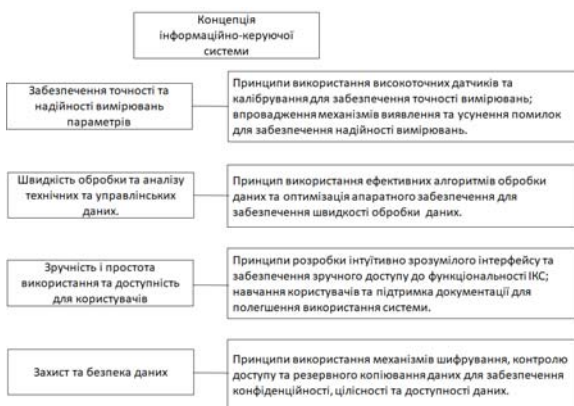 Концепція
інформаційно-керуючої
системи
Забезпечення точності та
надійності вимірювань
параметрів
Принципи використання високоточних датчиків та
калібрування для забезпечення точності вимірювань;
впровадження механізмів виявлення та усунення помилок
для забезпечення надійності вимірювань.
Швидкість обробки та аналізу
технічних та управлінських
даних.
Принцип використання ефективних алгоритмів обробки
даних та оптимізація апаратного забезпечення для
забезпечення швидкості обробки даних.
Зручність і простота
використання та доступність
для користувачів
Принципи розробки інтуїтивно зрозумілого інтерфейсу та
забезпечення зручного доступу до функціональності ІКС;
навчання користувачів та підтримка документації для
полегшення використання системи.
Захист та безпека даних
Принципи використання механізмів шифрування, контролю
доступу та резервного копіювання даних для забезпечення
конфіденційності, цілісності та доступності даних.